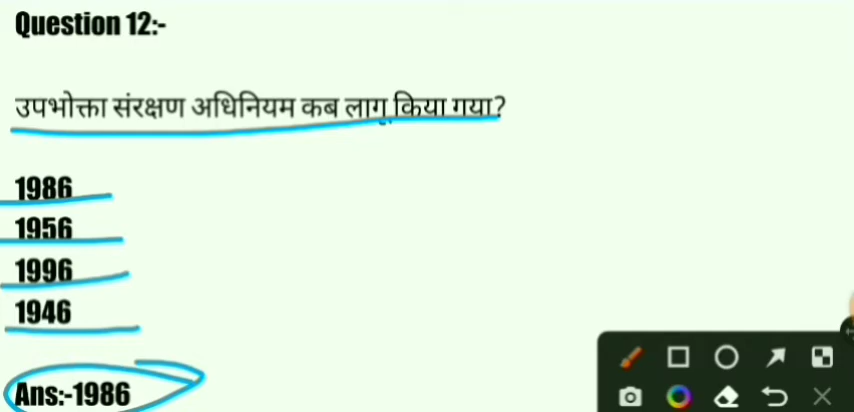 Question 12:-
उपभोक्ता संरक्षण अधिनियम कब लागू किया गया?
1986
1956
1996
1946
Ans:-1986